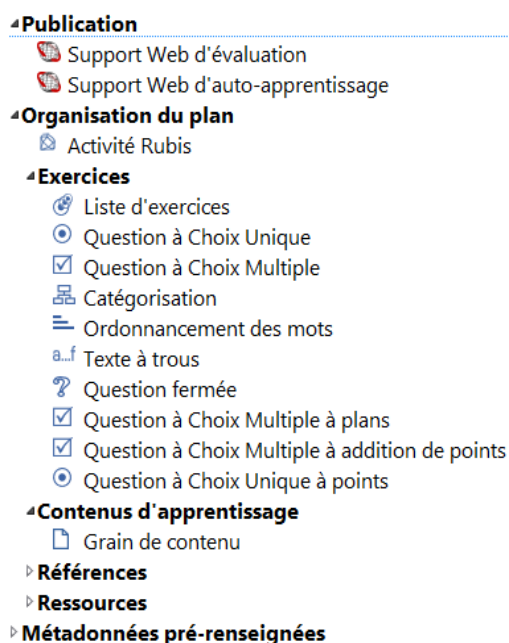 Publication
Support Web d'évaluation
Support Web d'auto-apprentissage
Organisation du plan
Activité Rubis
Exercices
Liste d'exercices
Question à Choix Unique
Question à Choix Multiple
Catégorisation
Ordonnancement des mots
a...f Texte à trous
Question fermée
Question à Choix Multiple à plans
Question à Choix Multiple à addition de points
Question à Choix Unique à points
Contenus d'apprentissage
Grain de contenu
Références
Ressources
Métadonnées pré-renseignées